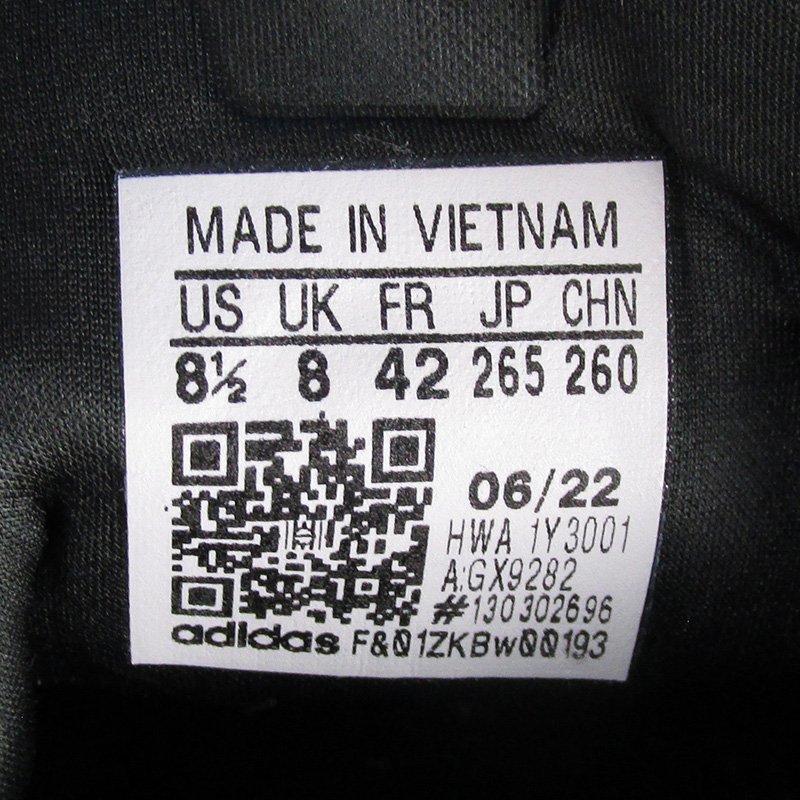 MADE IN VIETNAM
US UK FR JP CHN
8½ 8 42 265 260
06/22
HWA 1Y3001
A:GX9282
#130302696
adidas F&01ZKBw00193